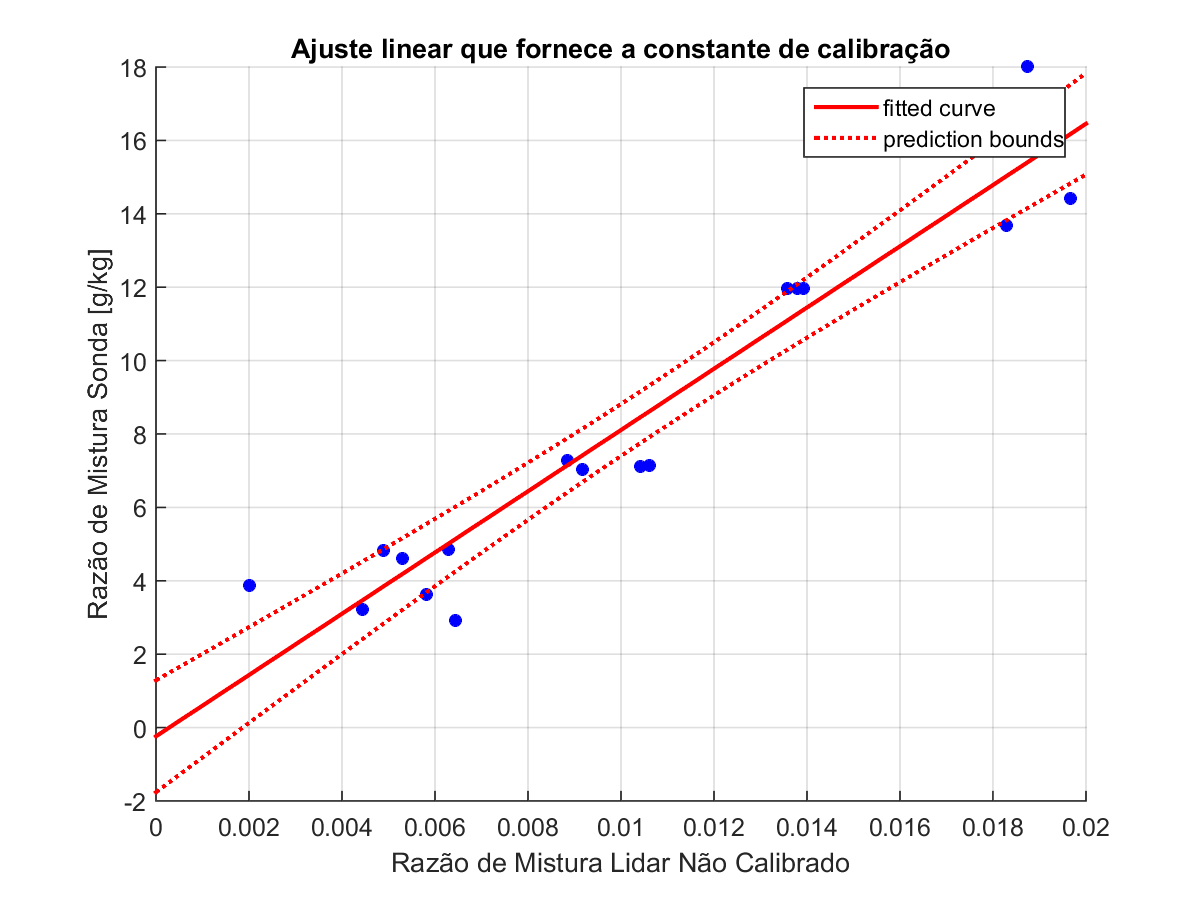 Ajuste linear que fornece a constante de calibração
fitted curve
prediction bounds
18
16
14
12
10
8
6
4
2
0
-2
Razão de Mistura Sonda [g/kg]
0 0.002 0.004 0.006 0.008 0.01 0.012 0.014 0.016 0.018 0.02
Razão de Mistura Lidar Não Calibrado